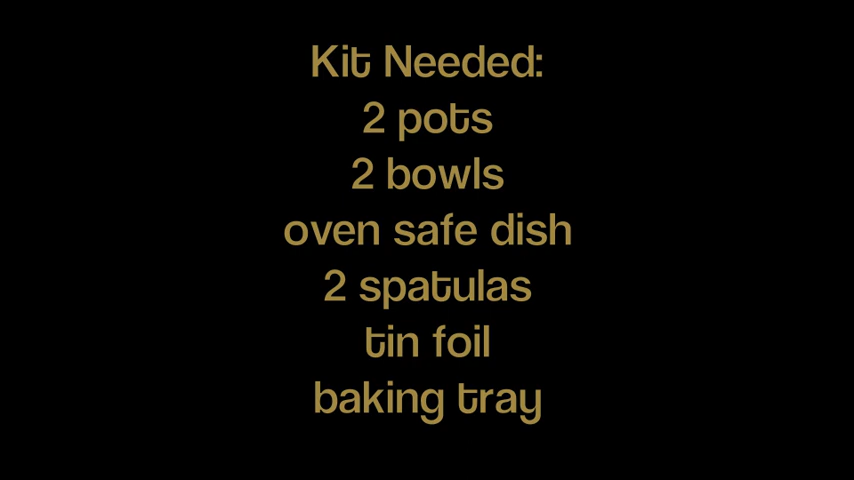 Kit Needed:
2 pots
2 bowls
oven safe dish
2 spatulas
tin foil
baking tray